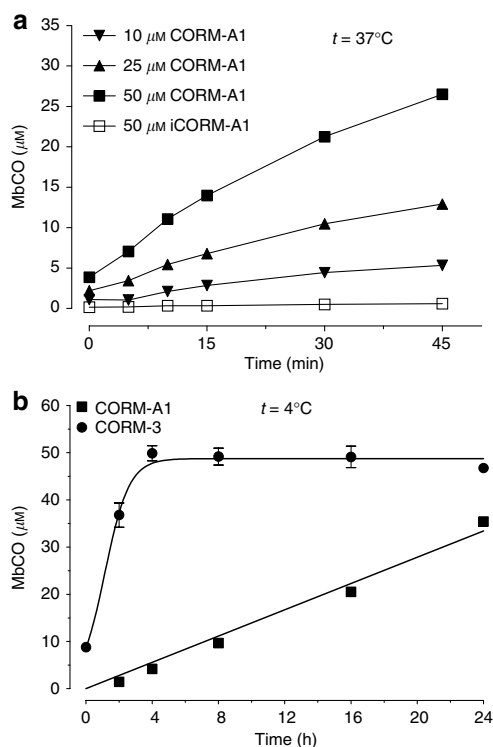 a
t = 37°C
10 μM CORM-A1
25 μM CORM-A1
50 μM CORM-A1
50 μM iCORM-A1
MbCO (μM)
35
30
25
20
15
10
5
0
0 15 30 45
Time (min)
b
t = 4°C
CORM-A1
CORM-3
MbCO (μM)
60
50
40
30
20
10
0
0 4 8 12 16 20 24
Time (h)